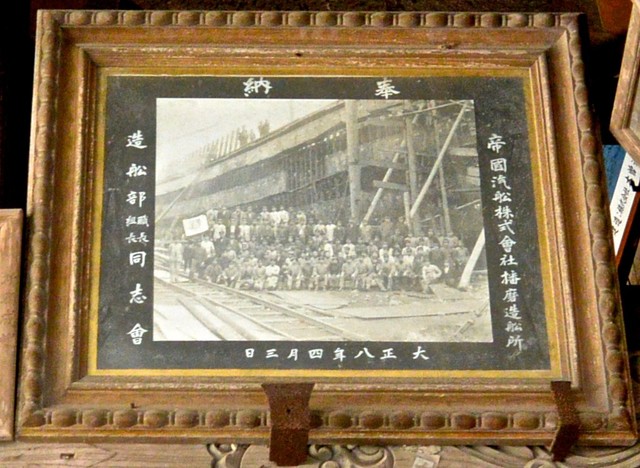 奉納
帝國汽船株式會社播磨造船所
造船部職長組長同志會
大正八年四月三日